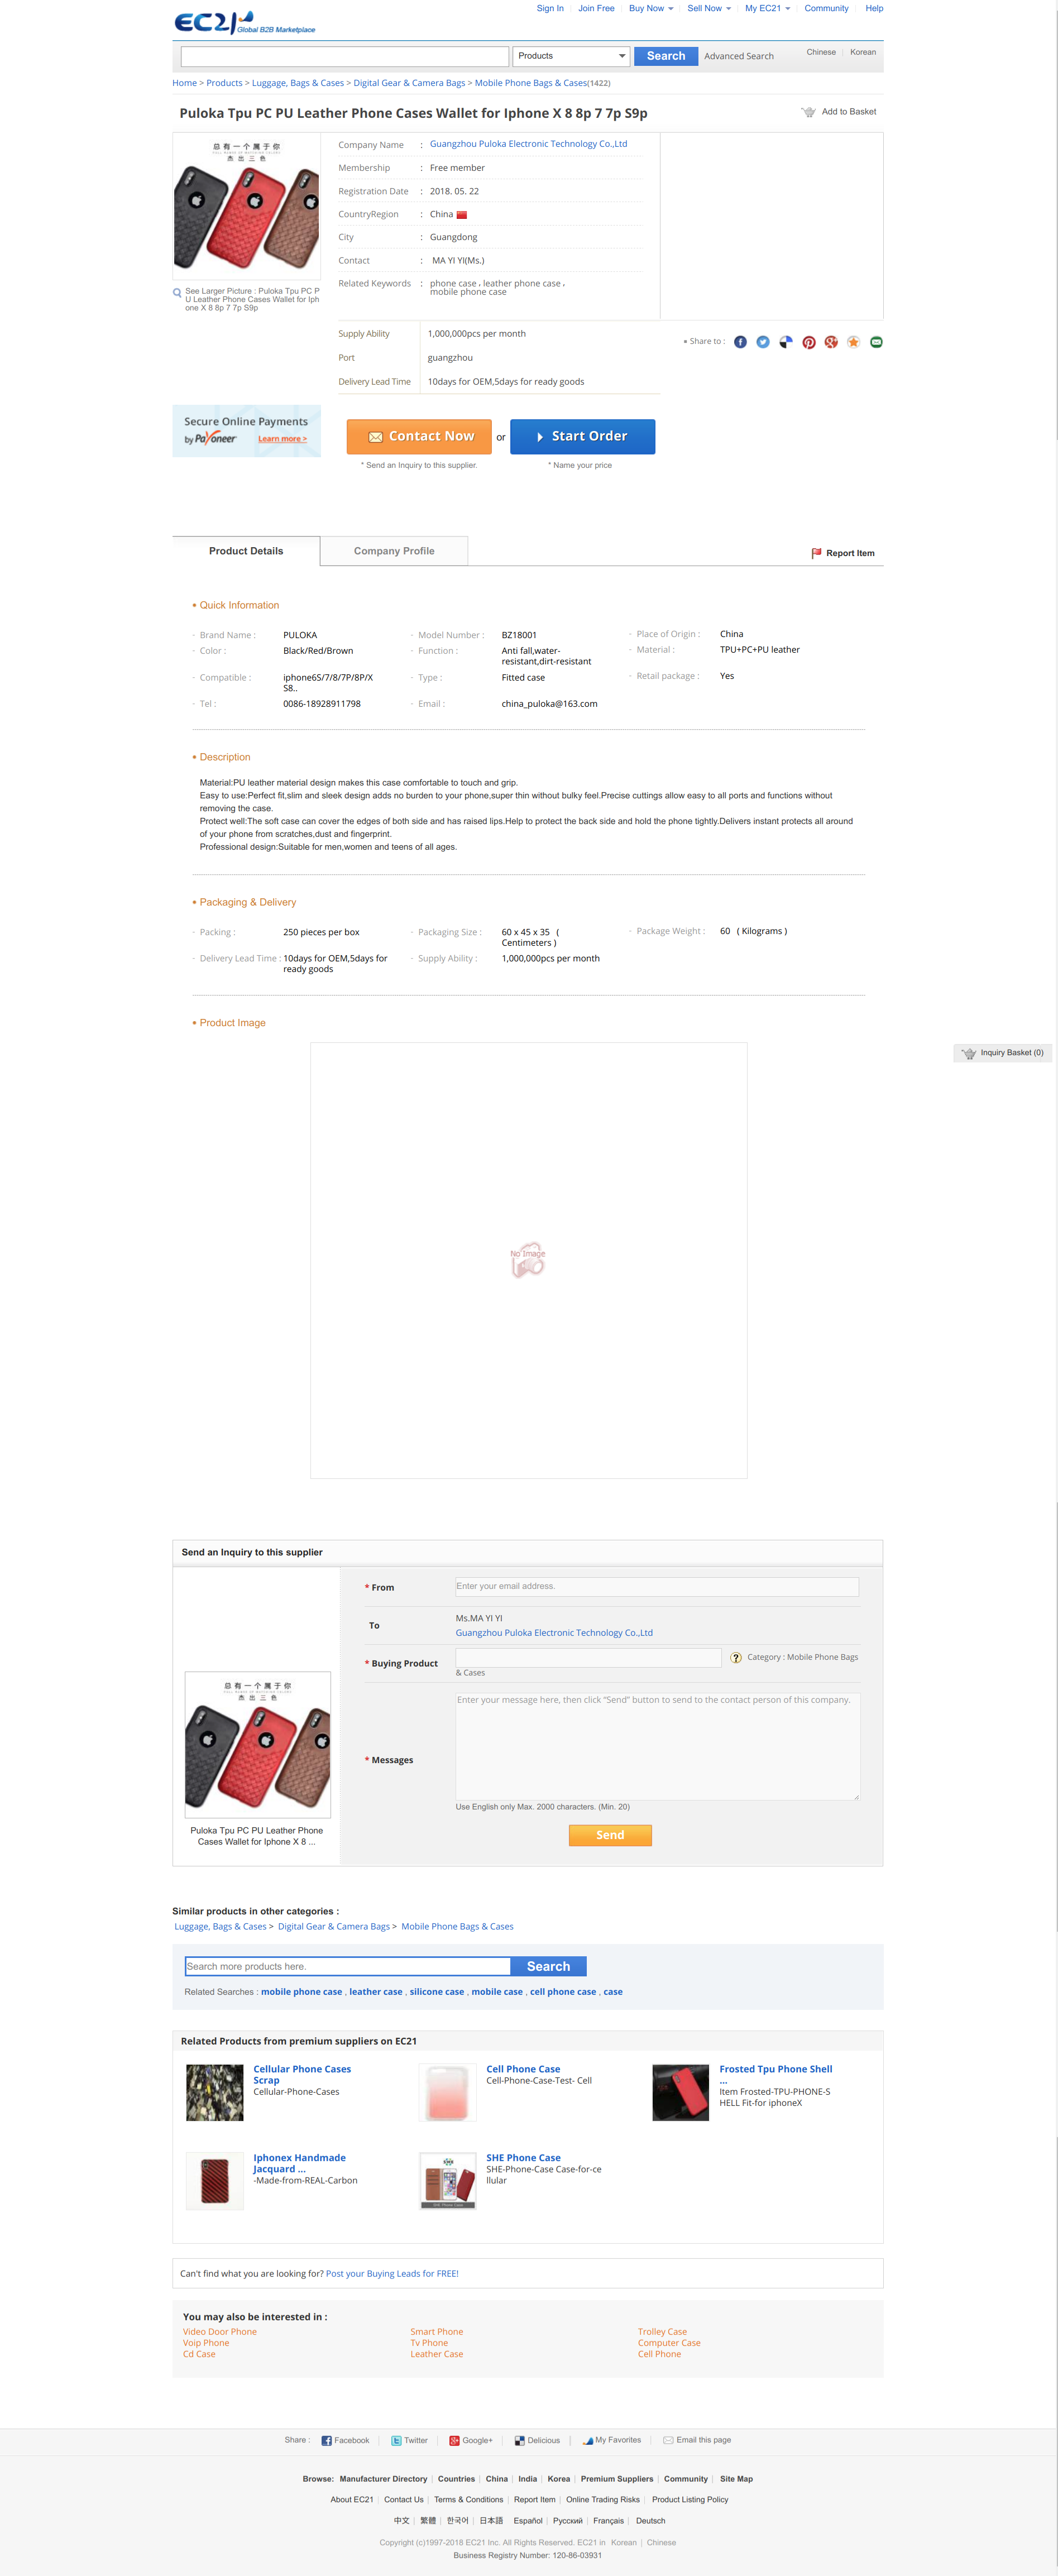 Sign In | Join Free | Buy Now | Sell Now | My EC21 | Community | Help
EC21 Global B2B Marketplace
Products
Search
Advanced Search
Chinese | Korean
Home > Products > Luggage, Bags & Cases > Digital Gear & Camera Bags > Mobile Phone Bags & Cases(1422)
Puloka Tpu PC PU Leather Phone Cases Wallet for Iphone X 8 8p 7 7p S9p
Add to Basket
总有一个属于你
杰出三色
See Larger Picture : Puloka Tpu PC P
U Leather Phone Cases Wallet for Iph
one X 8 8p 7 7p S9p
Company Name : Guangzhou Puloka Electronic Technology Co.,Ltd
Membership : Free member
Registration Date : 2018. 05. 22
CountryRegion : China
City : Guangdong
Contact : MA YI YI(Ms.)
Related Keywords : phone case , leather phone case ,
mobile phone case
Supply Ability 1,000,000pcs per month
Port guangzhou
Delivery Lead Time 10days for OEM,5days for ready goods
Share to :
Secure Online Payments
by Payoneer Learn more >
Contact Now or Start Order
* Send an Inquiry to this supplier. * Name your price
Product Details Company Profile
Report Item
Quick Information
Brand Name : PULOKA
Model Number : BZ18001
Place of Origin : China
Color : Black/Red/Brown
Function : Anti fall,water-
resistant,dirt-resistant
Material : TPU+PC+PU leather
Compatible : iphone6S/7/8/7P/8P/X
S8..
Type : Fitted case
Retail package : Yes
Tel : 0086-18928911798
Email : china_puloka@163.com
Description
Material:PU leather material design makes this case comfortable to touch and grip.
Easy to use:Perfect fit,slim and sleek design adds no burden to your phone,super thin without bulky feel.Precise cuttings allow easy to all ports and functions without
removing the case.
Protect well:The soft case can cover the edges of both side and has raised lips.Help to protect the back side and hold the phone tightly.Delivers instant protects all around
of your phone from scratches,dust and fingerprint.
Professional design:Suitable for men,women and teens of all ages.
Packaging & Delivery
Packing : 250 pieces per box
Packaging Size : 60 x 45 x 35 (
Centimeters )
Package Weight : 60 ( Kilograms )
Delivery Lead Time : 10days for OEM,5days for
ready goods
Supply Ability : 1,000,000pcs per month
Product Image
Inquiry Basket (0)
No Image
Send an Inquiry to this supplier
* From Enter your email address.
To Ms.MA YI YI
Guangzhou Puloka Electronic Technology Co.,Ltd
* Buying Product ? Category : Mobile Phone Bags
& Cases
Enter your message here, then click "Send" button to send to the contact person of this company.
* Messages
Use English only Max. 2000 characters. (Min. 20)
Send
总有一个属于你
杰出三色
Puloka Tpu PC PU Leather Phone
Cases Wallet for Iphone X 8 ...
Similar products in other categories :
Luggage, Bags & Cases > Digital Gear & Camera Bags > Mobile Phone Bags & Cases
Search more products here. Search
Related Searches : mobile phone case , leather case , silicone case , mobile case , cell phone case , case
Related Products from premium suppliers on EC21
Cellular Phone Cases
Scrap
Cellular-Phone-Cases
Cell Phone Case
Cell-Phone-Case-Test- Cell
Frosted Tpu Phone Shell
...
Item Frosted-TPU-PHONE-S
HELL Fit-for iphoneX
Iphonex Handmade
Jacquard ...
-Made-from-REAL-Carbon
SHE Phone Case
SHE-Phone-Case Case-for-ce
llular
Can't find what you are looking for? Post your Buying Leads for FREE!
You may also be interested in :
Video Door Phone Smart Phone Trolley Case
Voip Phone Tv Phone Computer Case
Cd Case Leather Case Cell Phone
Share : Facebook | Twitter | Google+ | Delicious | My Favorites | Email this page
Browse: Manufacturer Directory | Countries | China | India | Korea | Premium Suppliers | Community | Site Map
About EC21 | Contact Us | Terms & Conditions | Report Item | Online Trading Risks | Product Listing Policy
中文 | 繁體 | 한국어 | 日本語 Español | Русский | Français | Deutsch
Copyright (c)1997-2018 EC21 Inc. All Rights Reserved. EC21 in Korean | Chinese
Business Registry Number: 120-86-03931